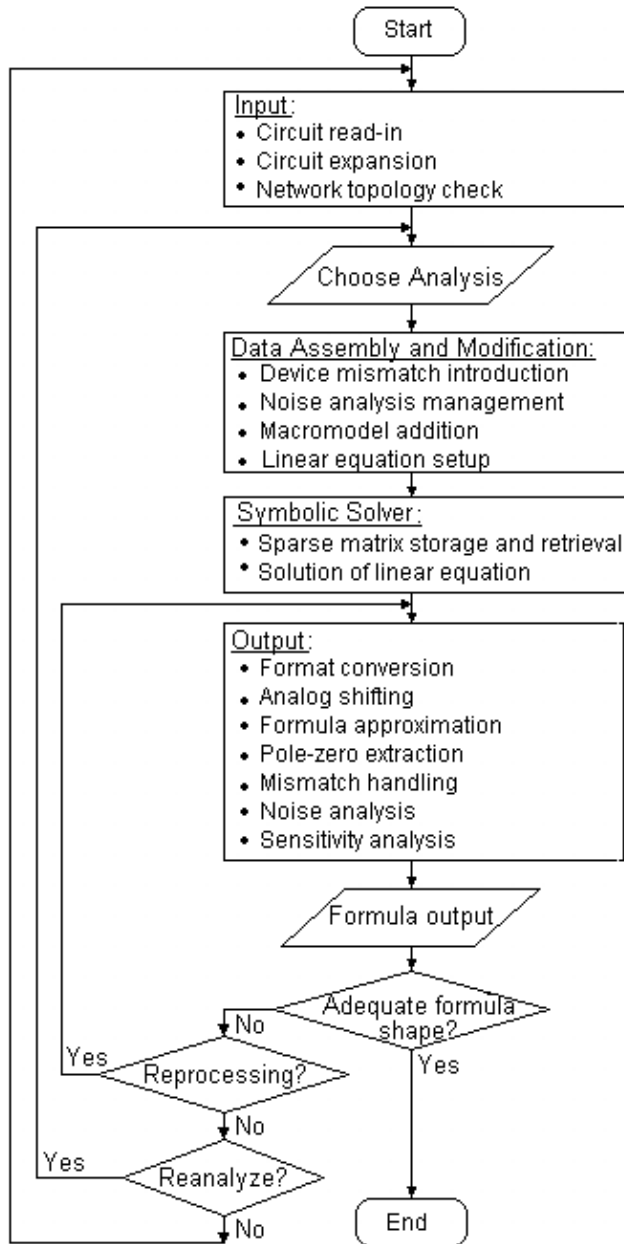 Start
Input:
• Circuit read-in
• Circuit expansion
• Network topology check
Choose Analysis
Data Assembly and Modification:
• Device mismatch introduction
• Noise analysis management
• Macromodel addition
• Linear equation setup
Symbolic Solver:
• Sparse matrix storage and retrieval
• Solution of linear equation
Output:
• Format conversion
• Analog shifting
• Formula approximation
• Pole-zero extraction
• Mismatch handling
• Noise analysis
• Sensitivity analysis
Formula output
Adequate formula
shape?
No
Yes
Yes
Reprocessing?
No
Yes
Reanalyze?
No
End